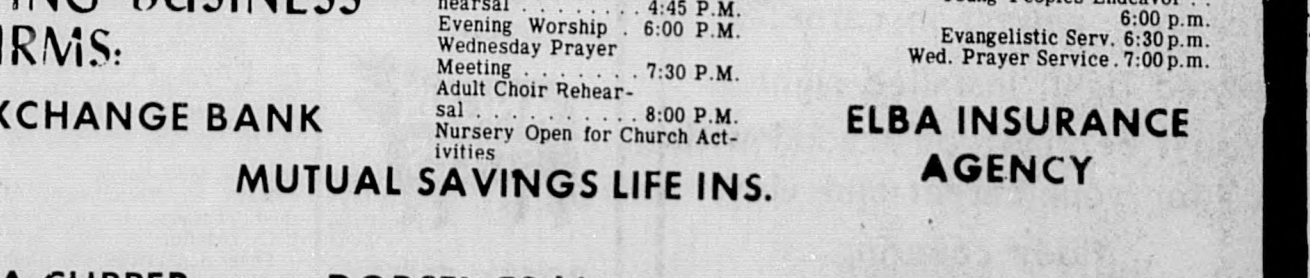 BUSINESS
RMS:
XCHANGE BANK
hearsal . . . . . . . . 4:45 P.M.
Evening Worship . 6:00 P.M.
Wednesday Prayer
Meeting . . . . . . . 7:30 P.M.
Adult Choir Rehear-
sal . . . . . . . . . . 8:00 P.M.
Nursery Open for Church Act-
ivities
MUTUAL SAVINGS LIFE INS.
6:00 p.m.
Evangelistic Serv. 6:30 p.m.
Wed. Prayer Service . 7:00 p.m.
ELBA INSURANCE
AGENCY